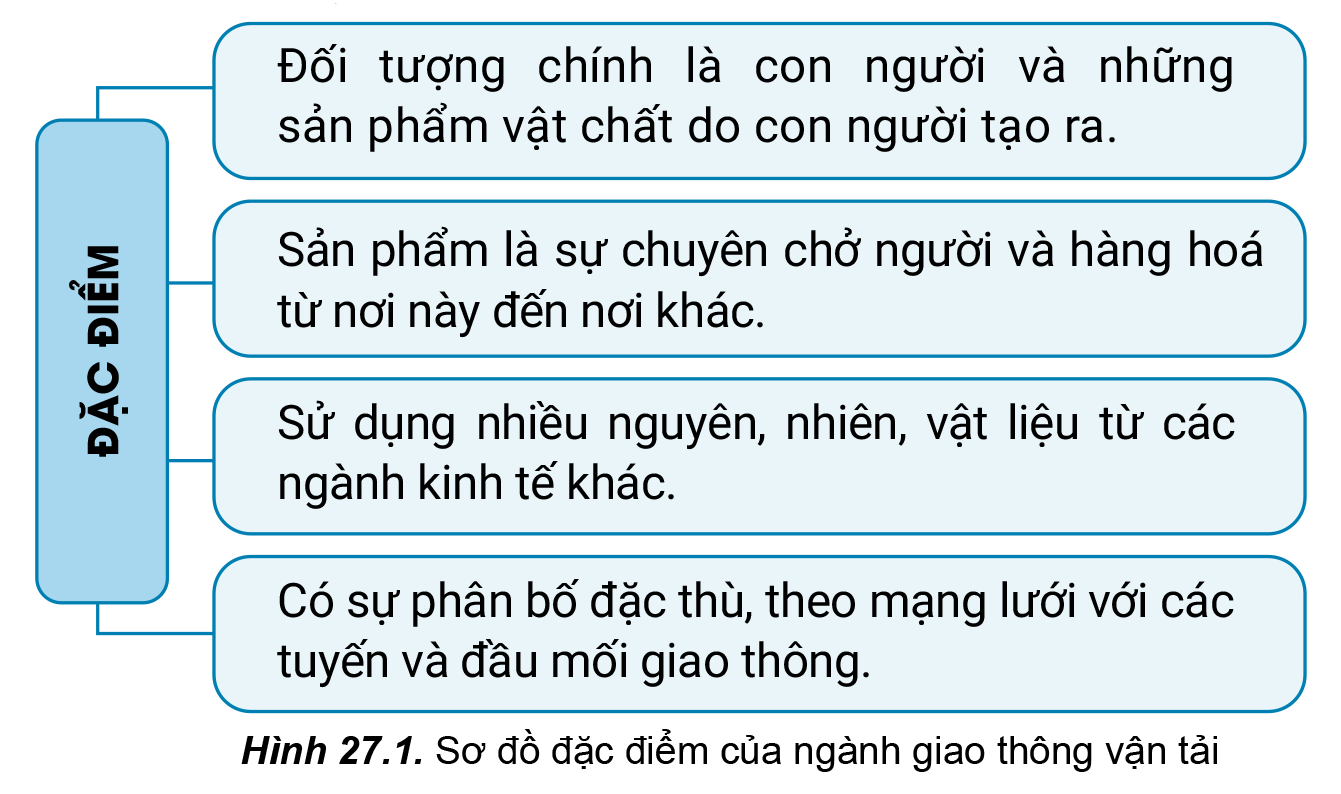 ĐẶC ĐIỂM
Đối tượng chính là con người và những
sản phẩm vật chất do con người tạo ra.
Sản phẩm là sự chuyên chở người và hàng hoá
từ nơi này đến nơi khác.
Sử dụng nhiều nguyên, nhiên, vật liệu từ các
ngành kinh tế khác.
Có sự phân bố đặc thù, theo mạng lưới với các
tuyến và đầu mối giao thông.
Hình 27.1. Sơ đồ đặc điểm của ngành giao thông vận tải